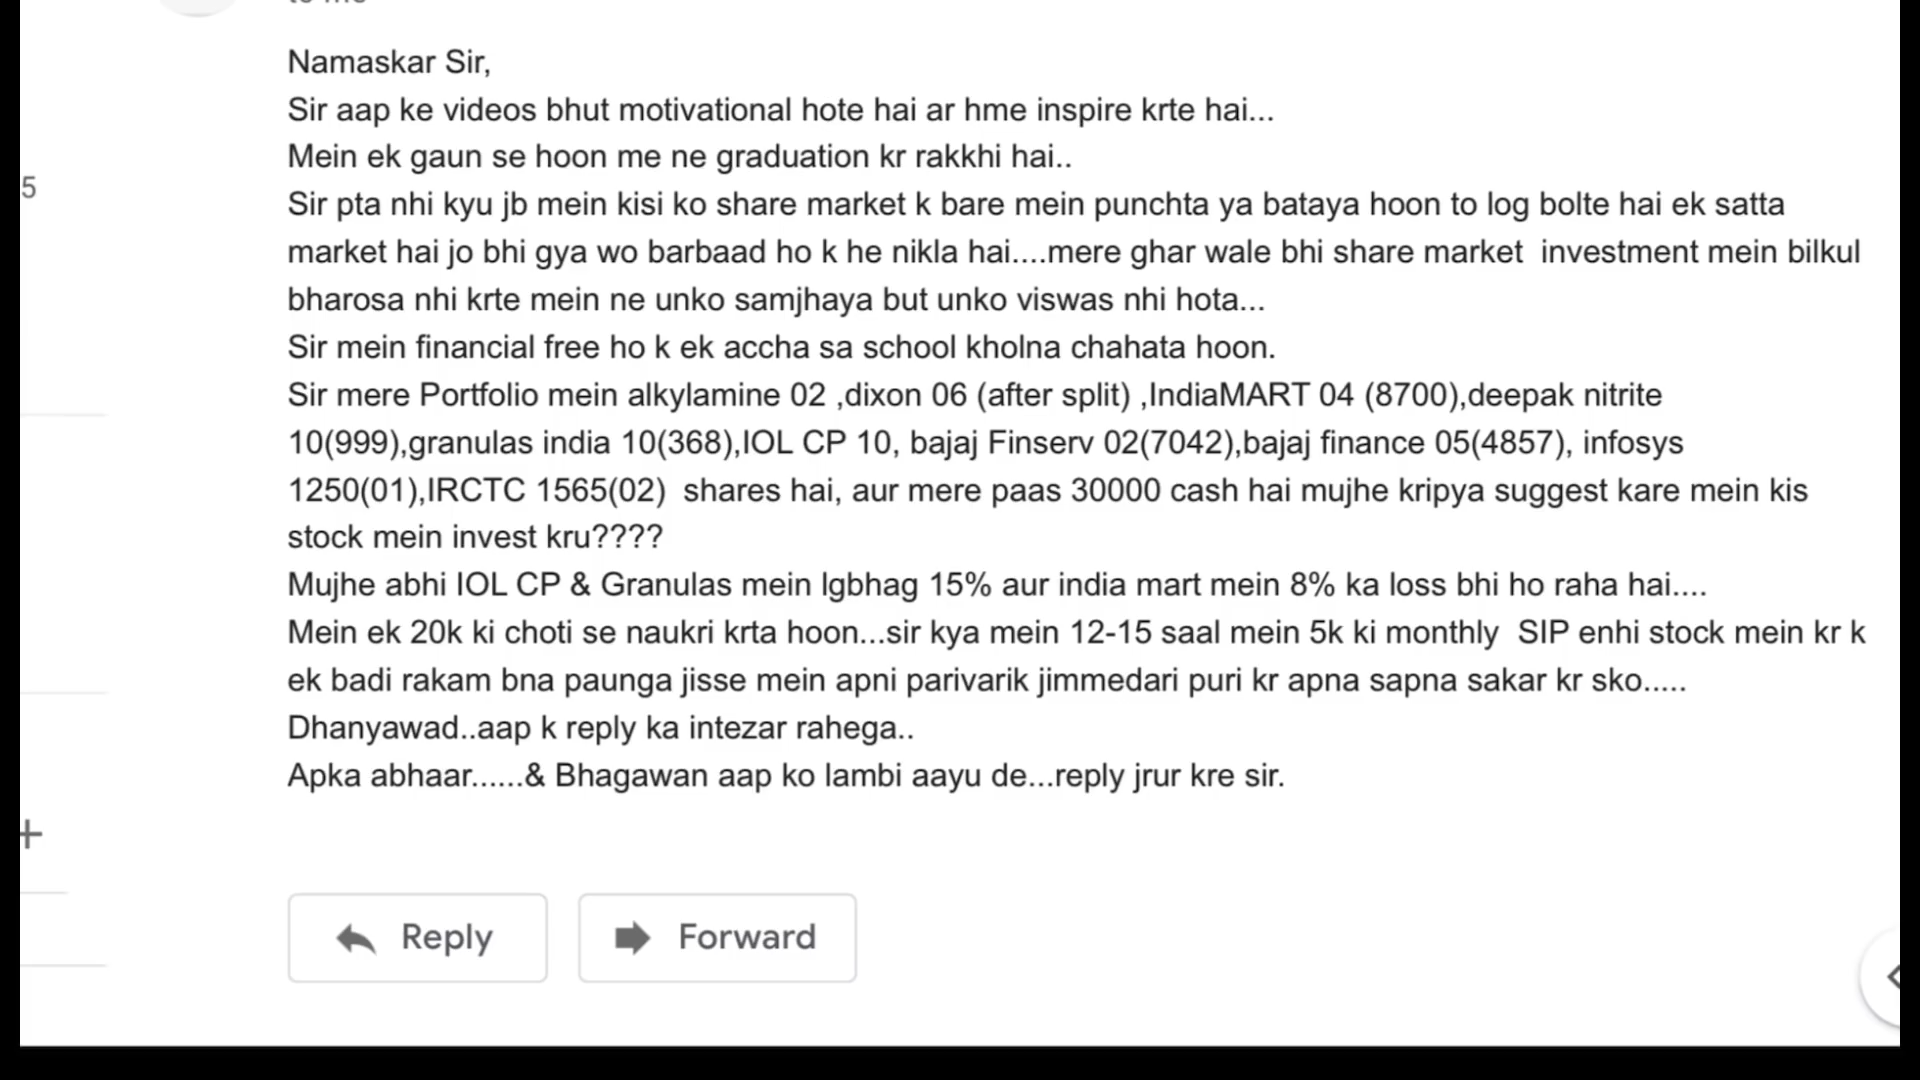 Namaskar Sir,
Sir aap ke videos bhut motivational hote hai ar hme inspire krte hai...
Mein ek gaun se hoon me ne graduation kr rakkhi hai..
5
Sir pta nhi kyu jb mein kisi ko share market k bare mein punchta ya bataya hoon to log bolte hai ek satta
market hai jo bhi gya wo barbaad ho k he nikla hai....mere ghar wale bhi share market  investment mein bilkul
bharosa nhi krte mein ne unko samjhaya but unko viswas nhi hota...
Sir mein financial free ho k ek accha sa school kholna chahata hoon.
Sir mere Portfolio mein alkylamine 02 ,dixon 06 (after split) ,IndiaMART 04 (8700),deepak nitrite
10(999),granulas india 10(368),IOL CP 10, bajaj Finserv 02(7042),bajaj finance 05(4857), infosys
1250(01),IRCTC 1565(02)  shares hai, aur mere paas 30000 cash hai mujhe kripya suggest kare mein kis
stock mein invest kru????
Mujhe abhi IOL CP & Granulas mein lgbhag 15% aur india mart mein 8% ka loss bhi ho raha hai....
Mein ek 20k ki choti se naukri krta hoon...sir kya mein 12-15 saal mein 5k ki monthly  SIP enhi stock mein kr k
ek badi rakam bna paunga jisse mein apni parivarik jimmedari puri kr apna sapna sakar kr sko.....
Dhanyawad..aap k reply ka intezar rahega..
Apka abhaar......& Bhagawan aap ko lambi aayu de...reply jrur kre sir.
Reply
Forward